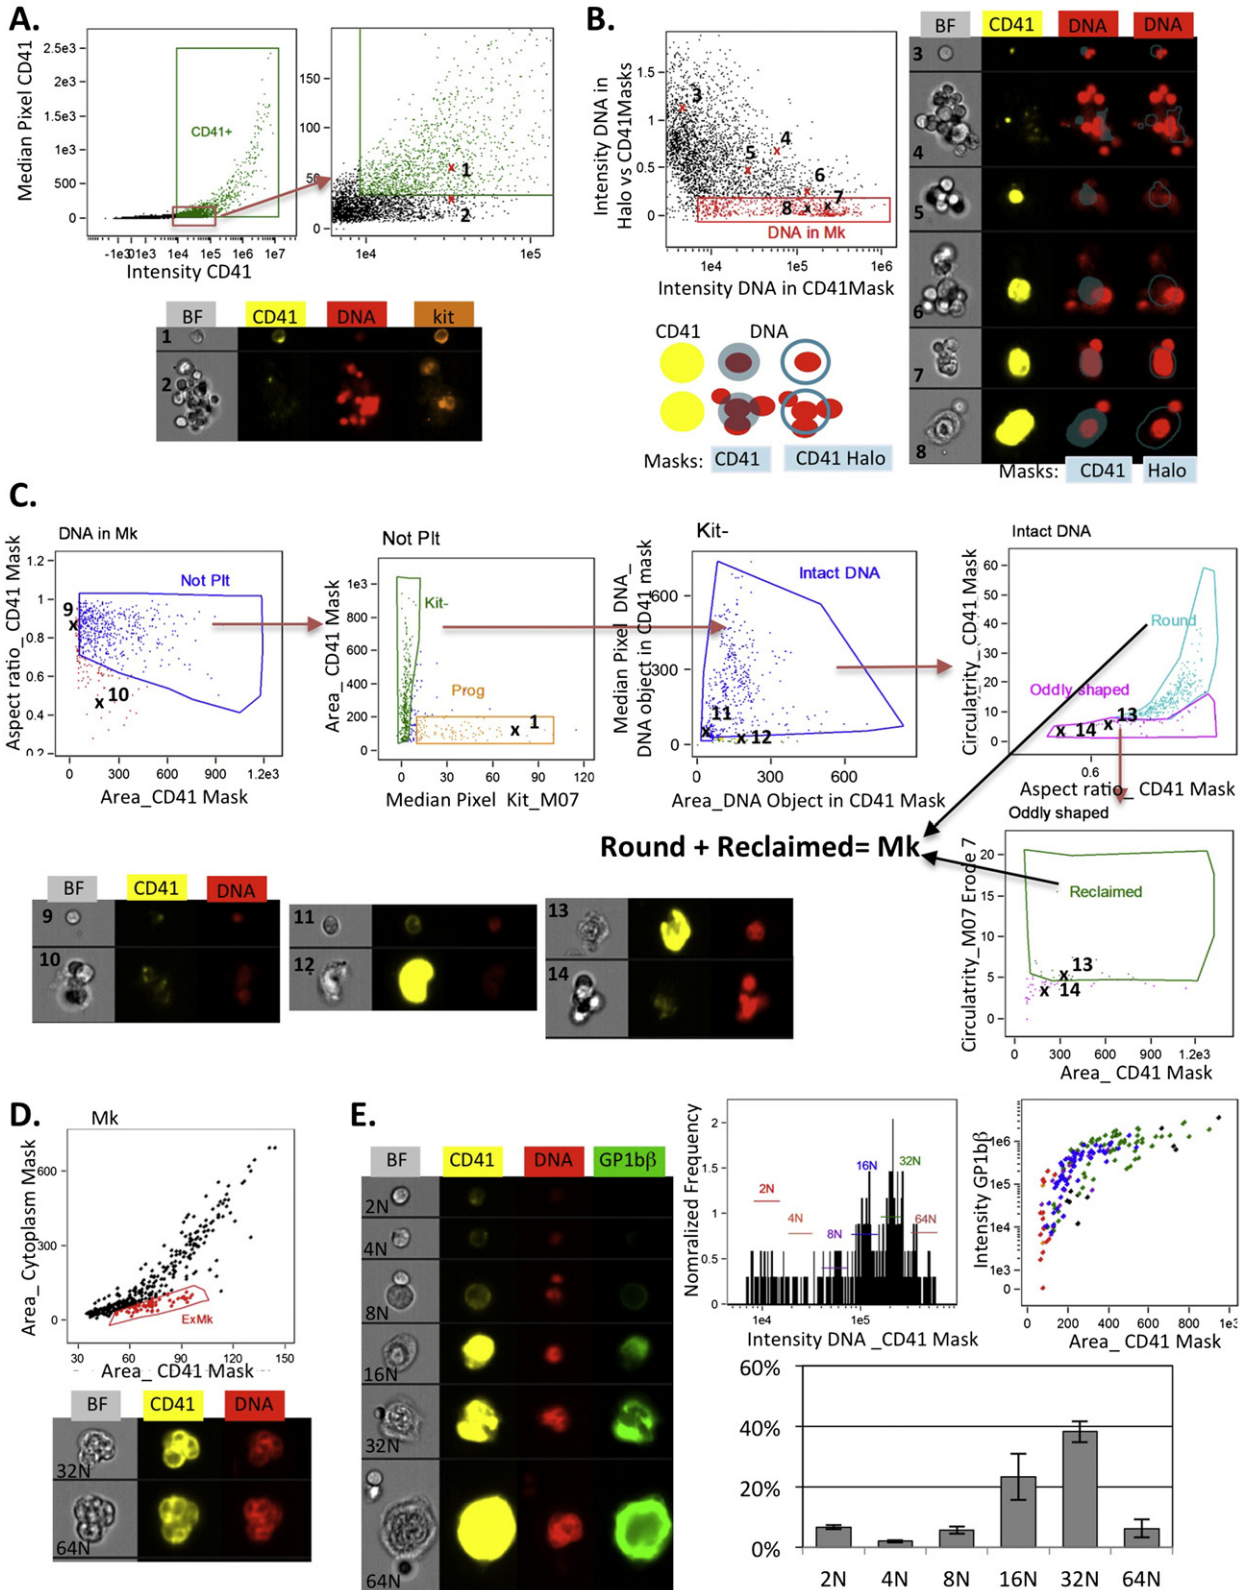 A.
Median Pixel CD41
2.5e3
2e3
1.5e3
1e3
500
0
CD41+
-1e3 01e3 1e4 1e5 1e6 1e7
Intensity CD41
150
100
50
0
1
2
1e4 1e5
BF CD41 DNA kit
1
2
B.
Intensity DNA in
Halo vs CD41Masks
1.5
1
0.5
0
3
4
5
6
7
8
DNA in Mk
1e4 1e5 1e6
Intensity DNA in CD41Mask
CD41 DNA
Masks: CD41 CD41 Halo
BF CD41 DNA DNA
3
4
5
6
7
8
Masks: CD41 Halo
C.
DNA in Mk
Aspect ratio_CD41 Mask
1.2
1
0.8
0.6
0.4
0.2
Not Plt
9
10
0 300 600 900 1.2e3
Area_CD41 Mask
Not Plt
Area_CD41 Mask
1e3
800
600
400
200
0
Kit-
Prog
1
0 30 60 90 120
Median Pixel Kit_M07
Kit-
Median Pixel DNA_
DNA object in CD41 mask
600
300
0
Intact DNA
11
12
0 300 600
Area_DNA Object in CD41 Mask
Intact DNA
Circulatrity_CD41 Mask
60
50
40
30
20
10
0
Round
Oddly shaped
13
14
0.6
Aspect ratio_ CD41 Mask
Oddly shaped
Circulatrity_M07 Erode 7
20
15
10
5
0
Reclaimed
13
14
0 300 600 900 1.2e3
Area_ CD41 Mask
Round + Reclaimed= Mk
BF CD41 DNA
9
10
11
12
13
14
D.
Mk
Area_ Cytoplasm Mask
600
300
0
ExMk
30 60 90 120 150
Area_ CD41 Mask
BF CD41 DNA
32N
64N
E.
BF CD41 DNA GP1bβ
2N
4N
8N
16N
32N
64N
Nomralized Frequency
2
1.5
1
0.5
0
2N
4N
8N
16N
32N
64N
1e4 1e5
Intensity DNA _CD41 Mask
Intensity GP1bβ
1e6
1e5
1e4
1e3
0
0 200 400 600 800 1e3
Area_ CD41 Mask
60%
40%
20%
0%
2N 4N 8N 16N 32N 64N